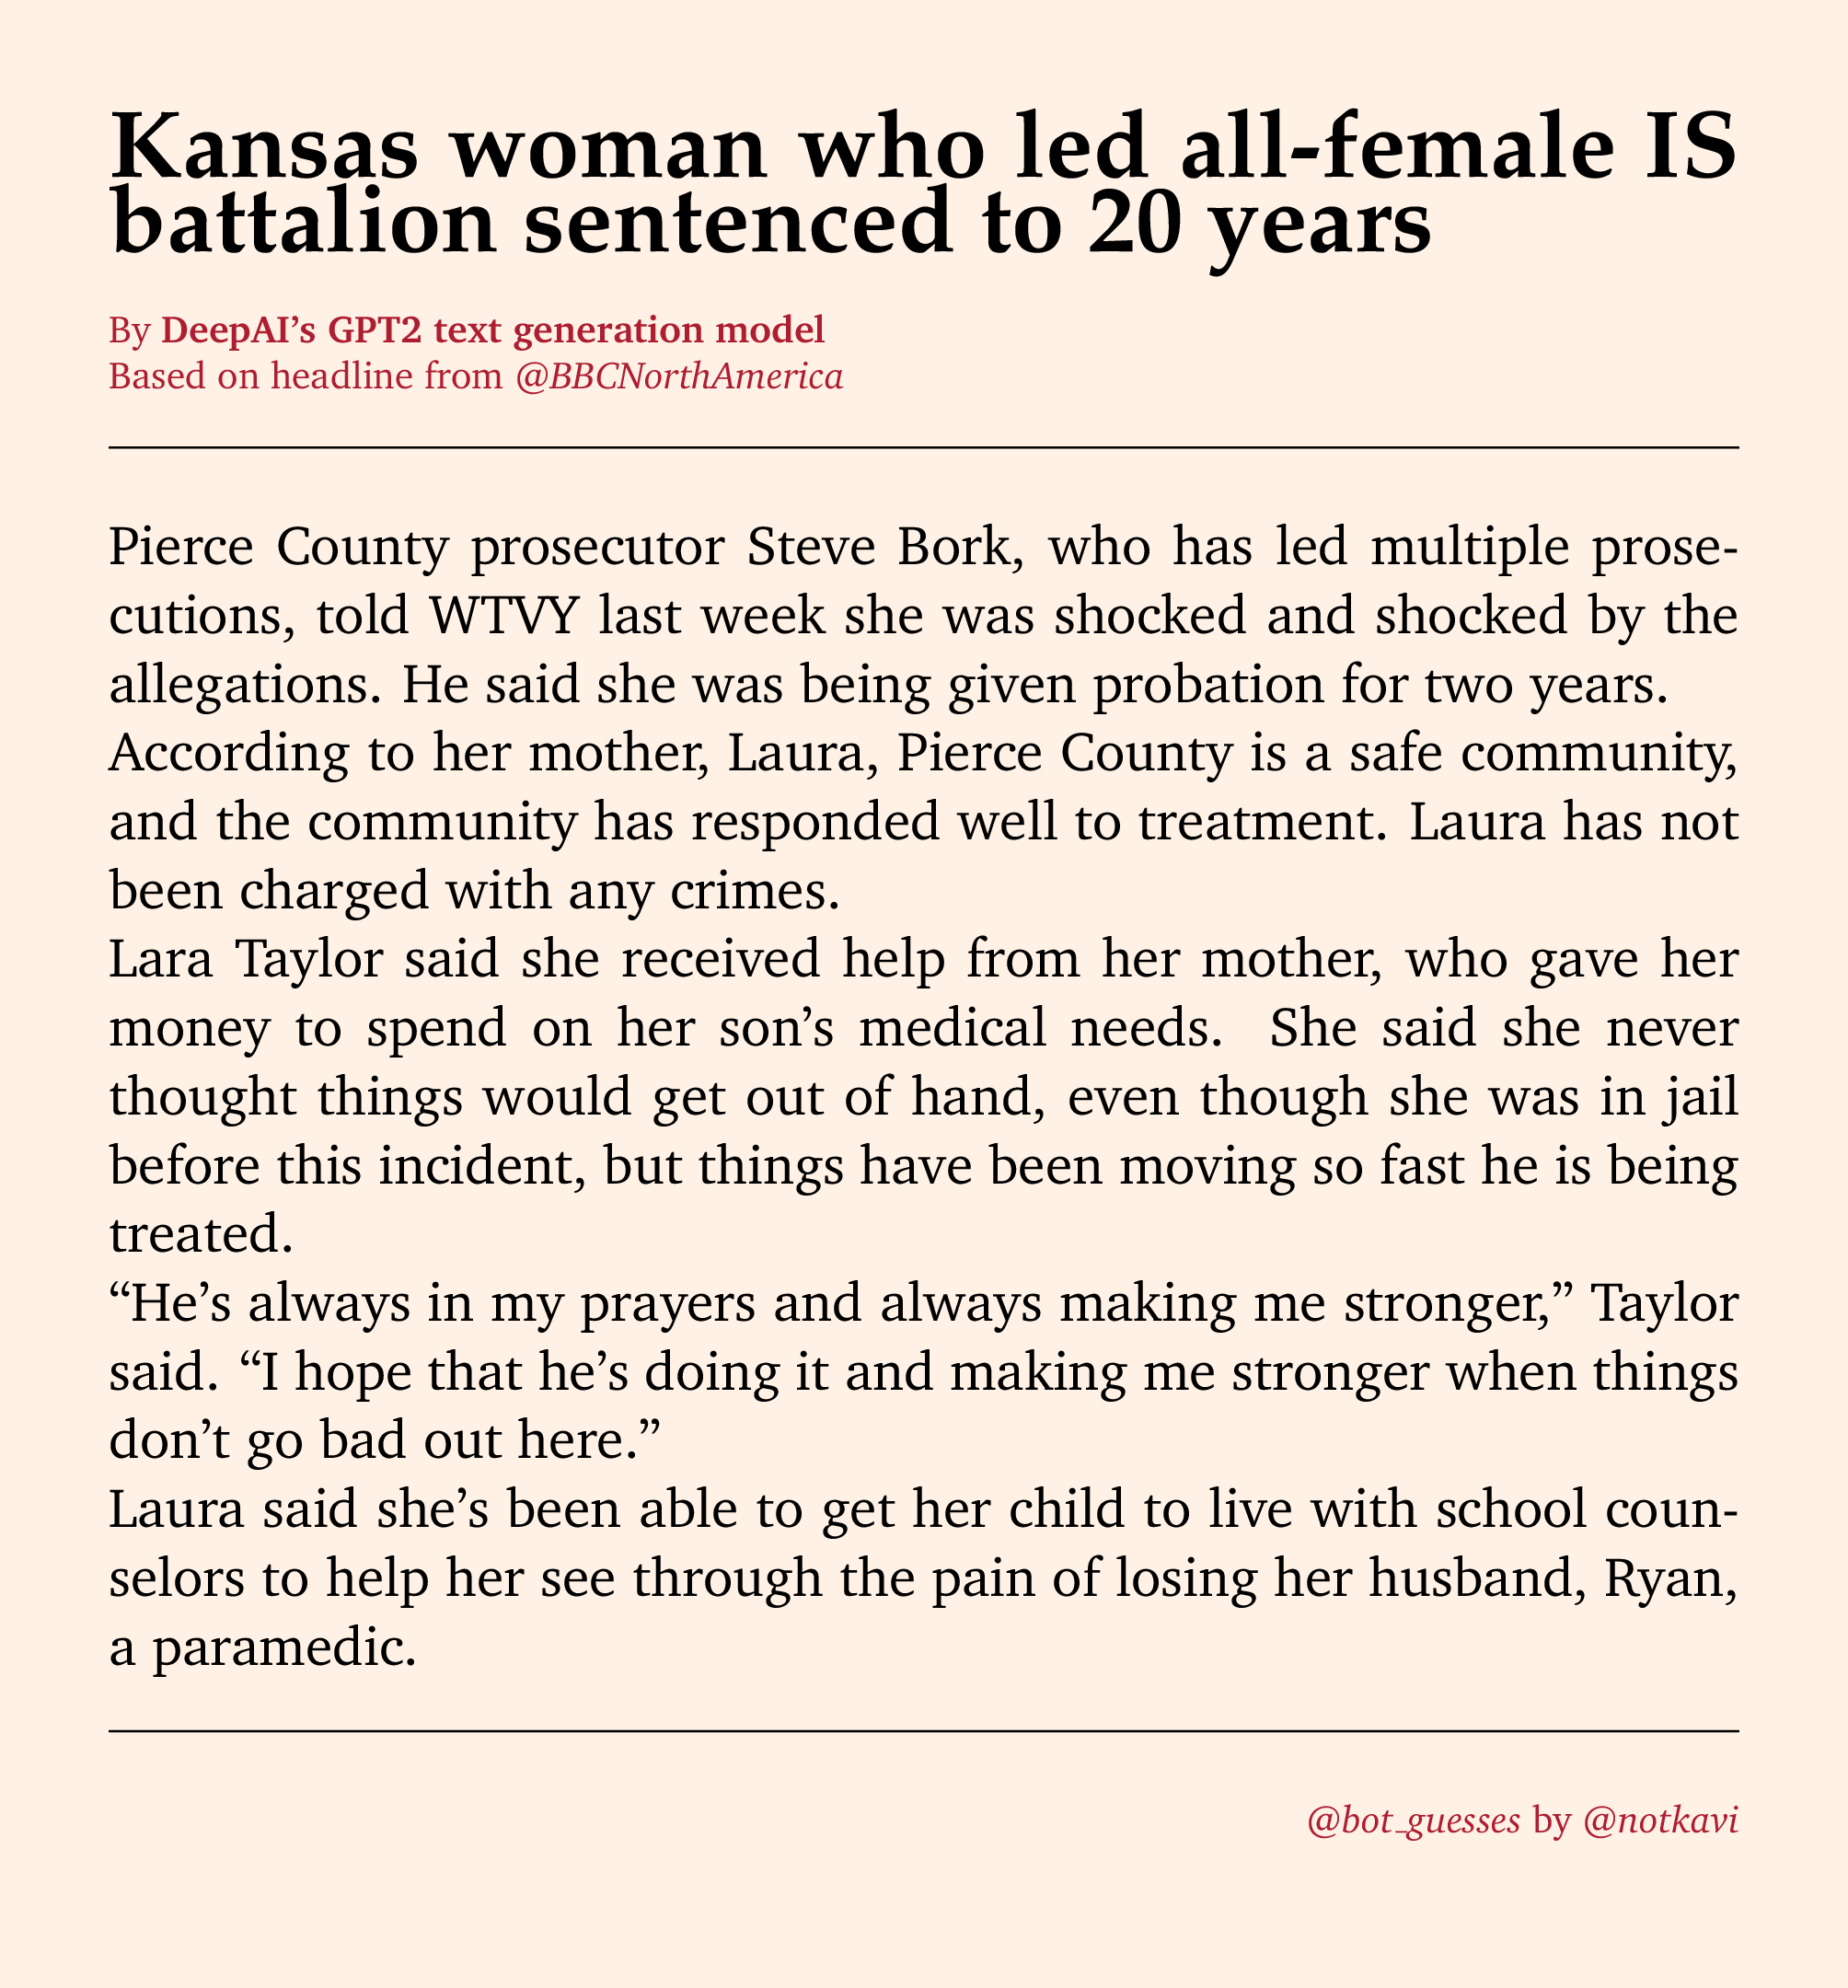 Kansas woman who led all-female IS
battalion sentenced to 20 years
By DeepAI’s GPT2 text generation model
Based on headline from @BBCNorthAmerica
Pierce County prosecutor Steve Bork, who has led multiple prose-
cutions, told WTVY last week she was shocked and shocked by the
allegations. He said she was being given probation for two years.
According to her mother, Laura, Pierce County is a safe community,
and the community has responded well to treatment. Laura has not
been charged with any crimes.
Lara Taylor said she received help from her mother, who gave her
money to spend on her son’s medical needs. She said she never
thought things would get out of hand, even though she was in jail
before this incident, but things have been moving so fast he is being
treated.
“He’s always in my prayers and always making me stronger,” Taylor
said. “I hope that he’s doing it and making me stronger when things
don’t go bad out here.”
Laura said she’s been able to get her child to live with school coun-
selors to help her see through the pain of losing her husband, Ryan,
a paramedic.
@bot_guesses by @notkavi